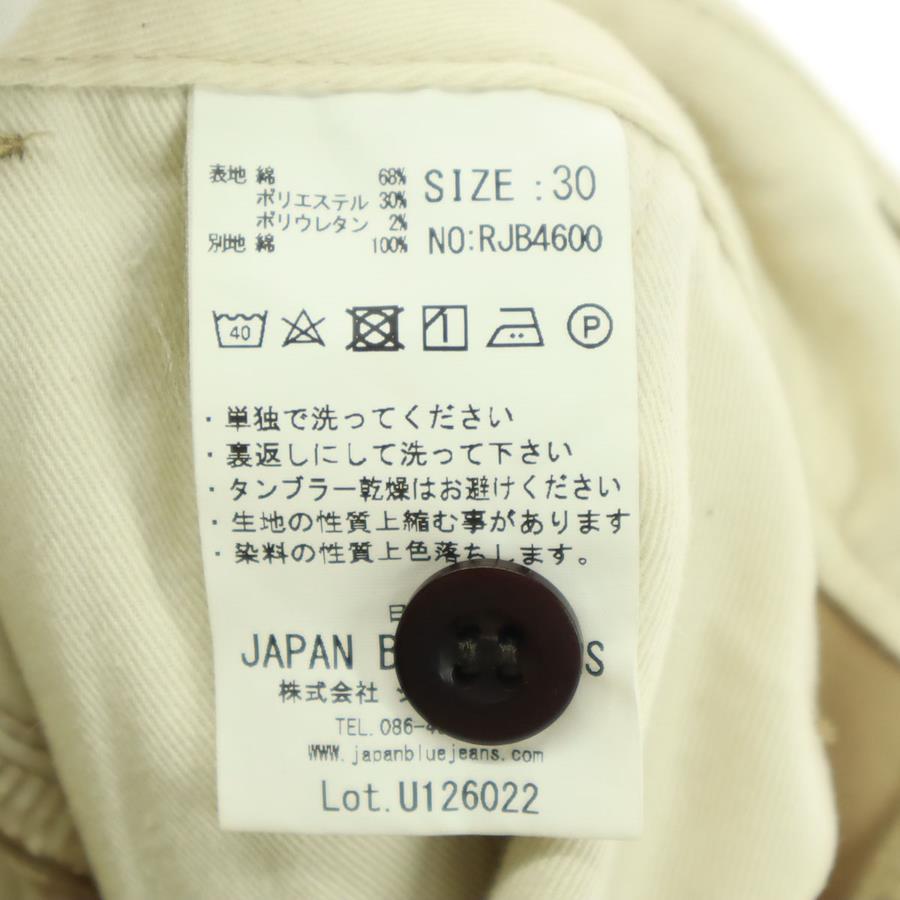 表地 綿 68%
ポリエステル 30%
ポリウレタン 2%
別地 綿 100%
SIZE : 30
NO:RJB4600
40
P
・単独で洗ってください
・裏返しにして洗って下さい
・タンブラー乾燥はお避けください
・生地の性質上縮む事があります
・染料の性質上色落ちします。
日
JAPAN B
株式会社
TEL.086-4
www.japanbluejeans.com
Lot.U126022